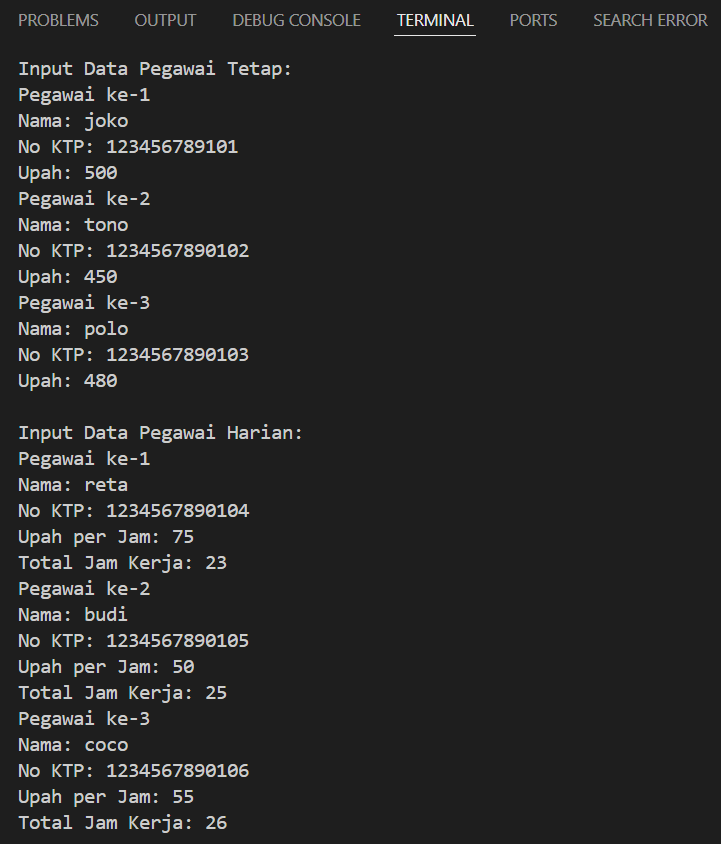 PROBLEMS OUTPUT DEBUG CONSOLE TERMINAL PORTS SEARCH ERROR
Input Data Pegawai Tetap:
Pegawai ke-1
Nama: joko
No KTP: 123456789101
Upah: 500
Pegawai ke-2
Nama: tono
No KTP: 1234567890102
Upah: 450
Pegawai ke-3
Nama: polo
No KTP: 1234567890103
Upah: 480
Input Data Pegawai Harian:
Pegawai ke-1
Nama: reta
No KTP: 1234567890104
Upah per Jam: 75
Total Jam Kerja: 23
Pegawai ke-2
Nama: budi
No KTP: 1234567890105
Upah per Jam: 50
Total Jam Kerja: 25
Pegawai ke-3
Nama: coco
No KTP: 1234567890106
Upah per Jam: 55
Total Jam Kerja: 26